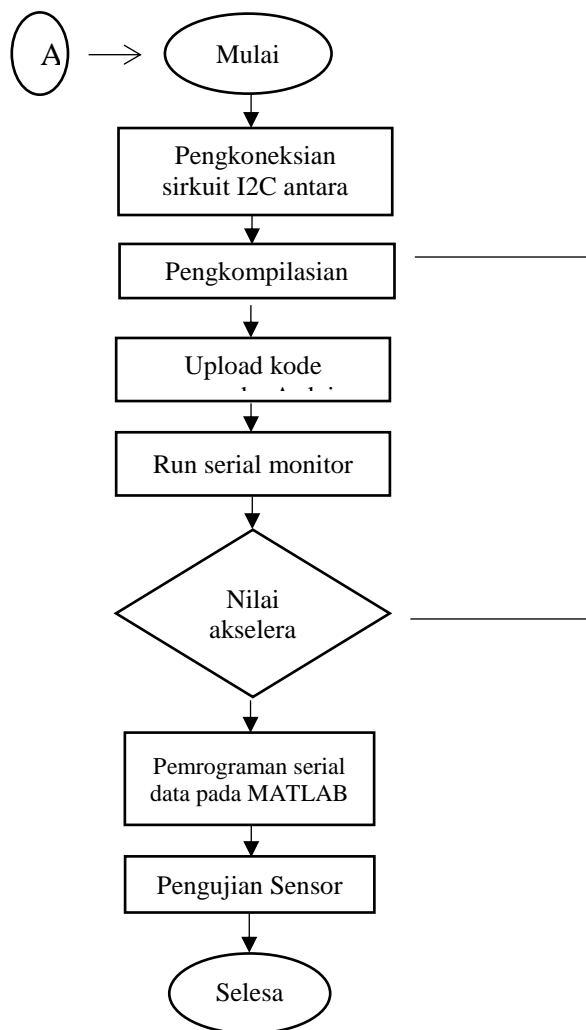 A
Mulai
Pengkoneksian
sirkuit I2C antara
Pengkompilasian
Upload kode
Run serial monitor
Nilai
akselera
Pemrograman serial
data pada MATLAB
Pengujian Sensor
Selesa